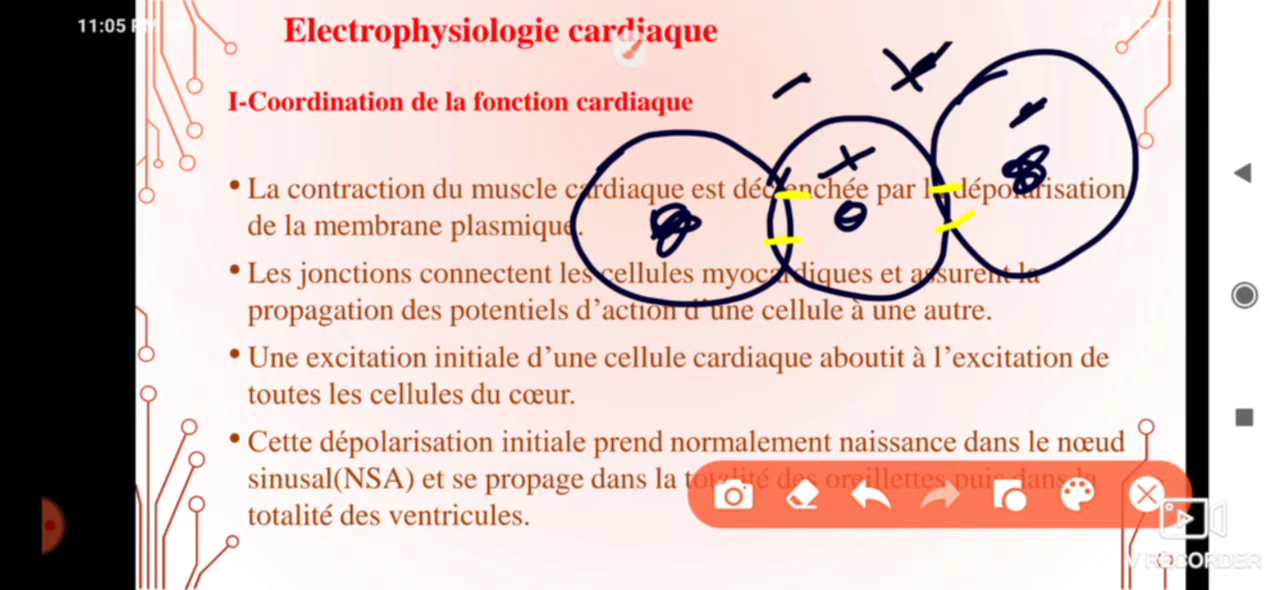 11:05 PM
Electrophysiologie cardiaque
I-Coordination de la fonction cardiaque
• La contraction du muscle cardiaque est déclenchée par la dépolarisation
de la membrane plasmique.
• Les jonctions connectent les cellules myocardiques et assurent la
propagation des potentiels d’action d’une cellule à une autre.
• Une excitation initiale d’une cellule cardiaque aboutit à l’excitation de
toutes les cellules du cœur.
• Cette dépolarisation initiale prend normalement naissance dans le nœud
sinusal(NSA) et se propage dans la totalité des oreillettes puis dans la
totalité des ventricules.
V RECORDER